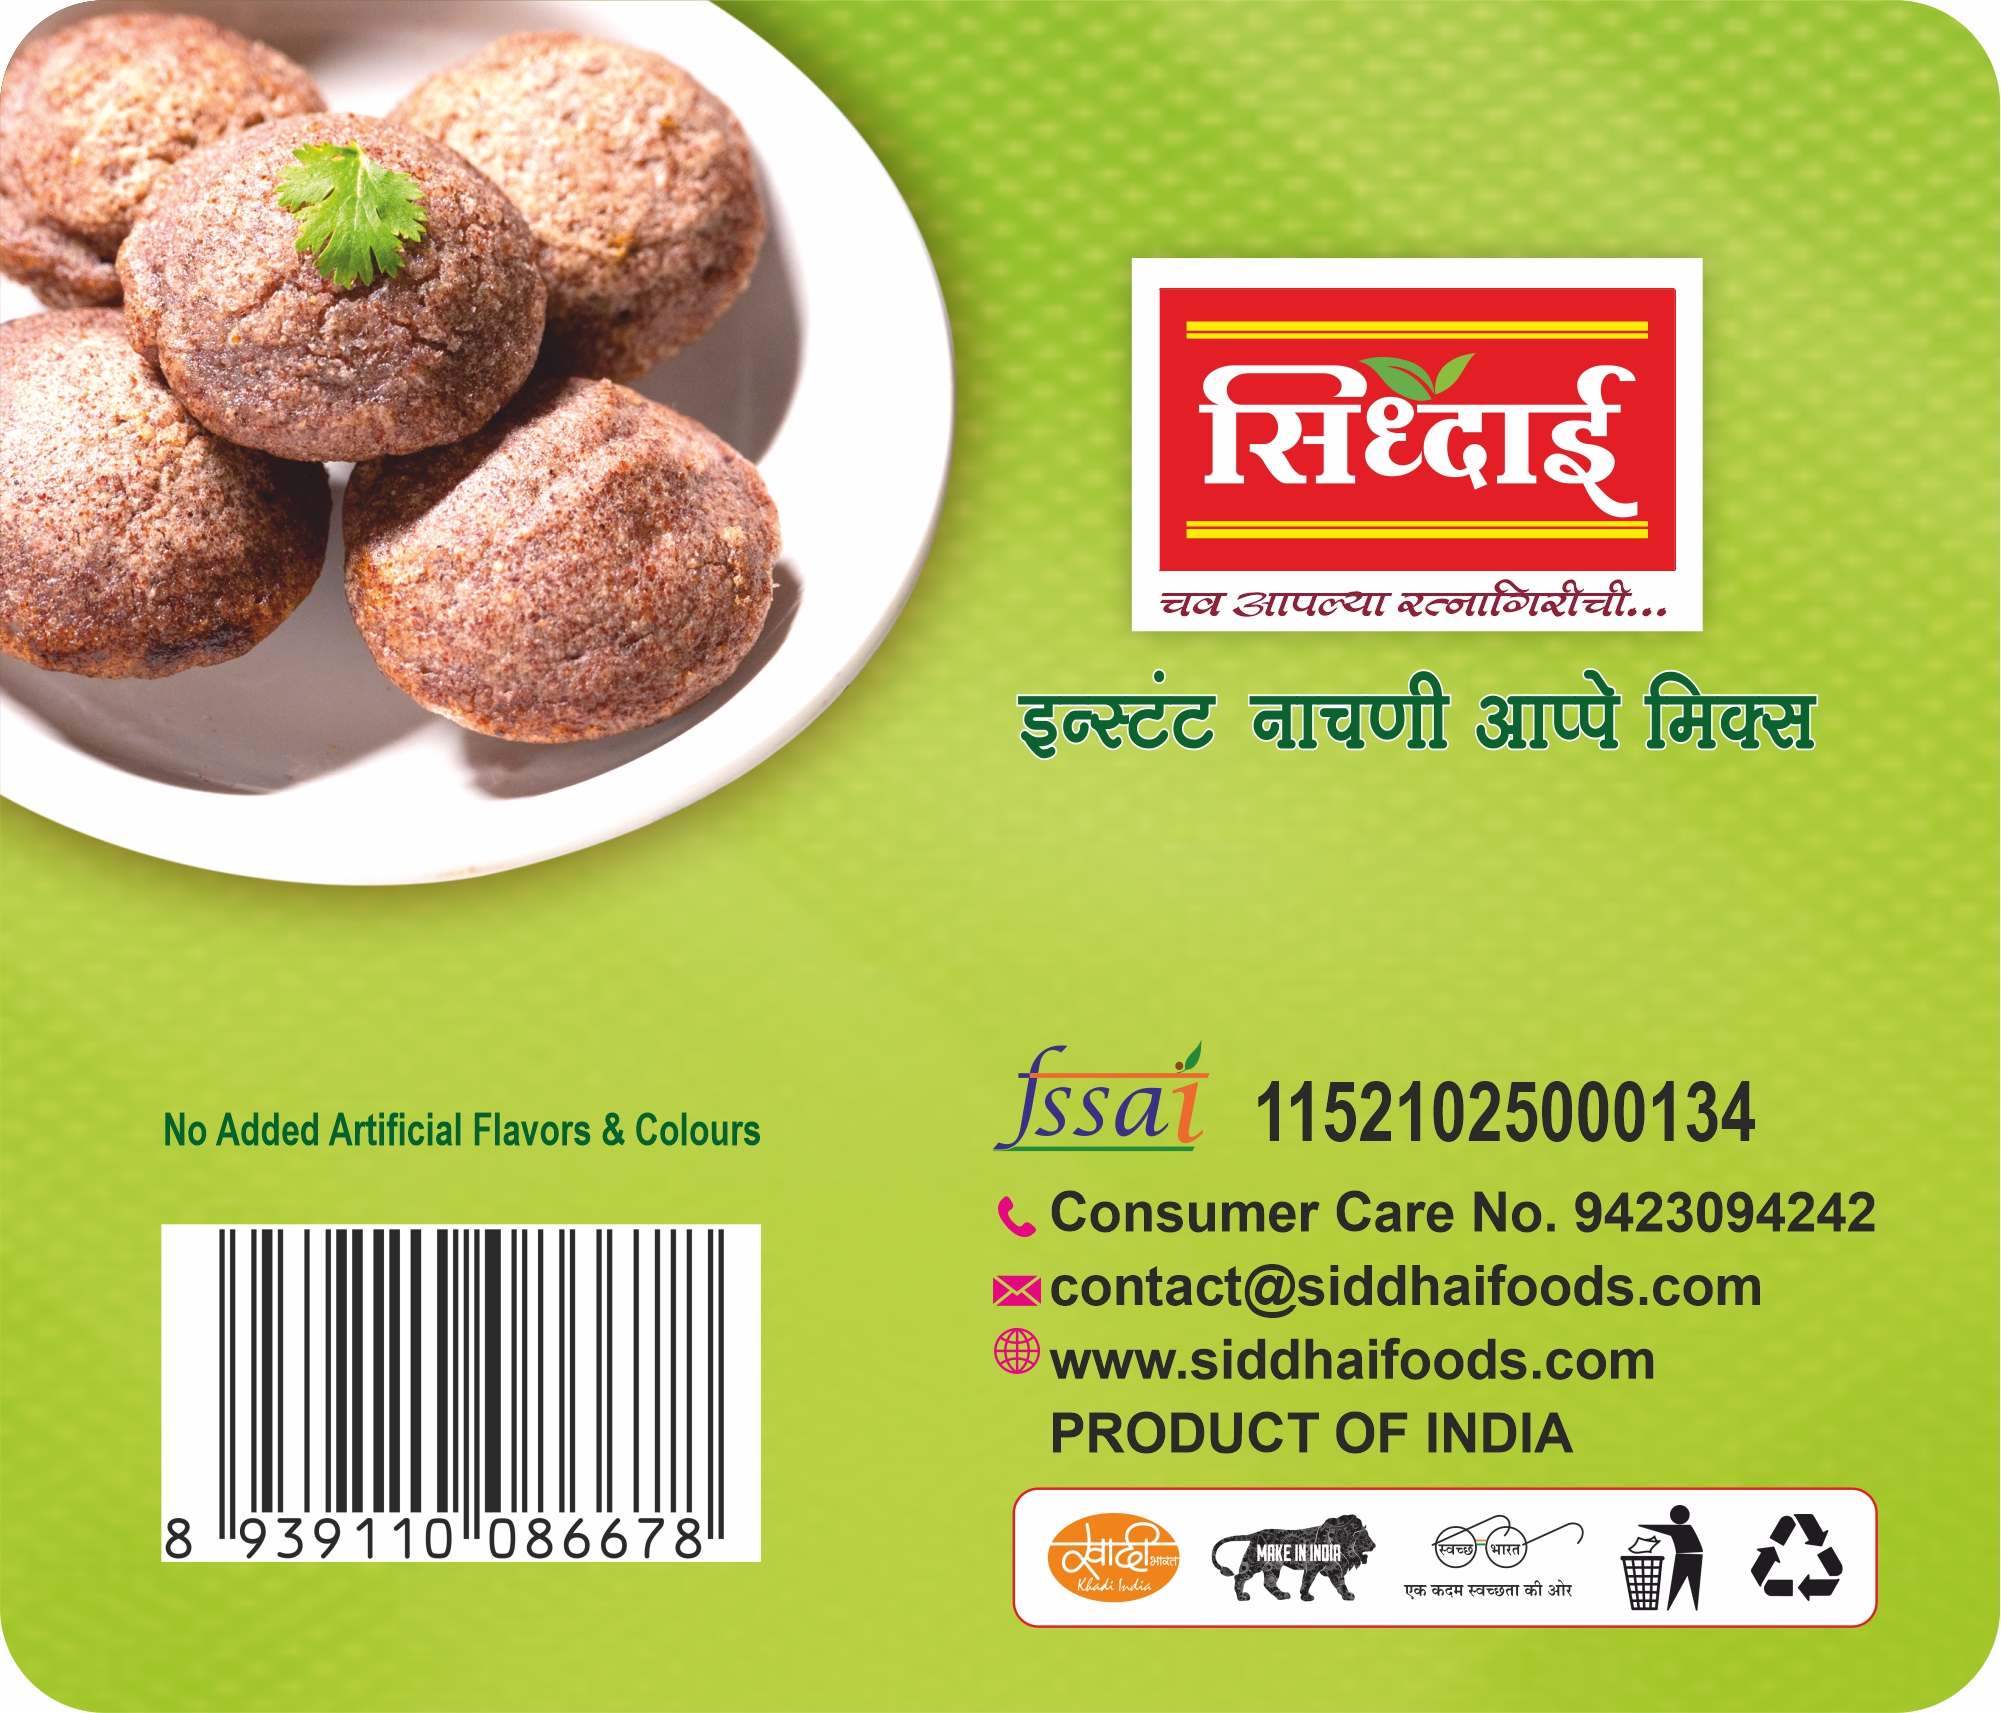 सिध्दाई
चव आपल्या रत्नागिरीची...
इन्स्टंट नाचणी आप्पे मिक्स
No Added Artificial Flavors & Colours
8 939110 086678
fssai 11521025000134
Consumer Care No. 9423094242
contact@siddhaifoods.com
www.siddhaifoods.com
PRODUCT OF INDIA
खादी भारत
Khadi India
MAKE IN INDIA
स्वच्छ भारत
एक कदम स्वच्छता की ओर